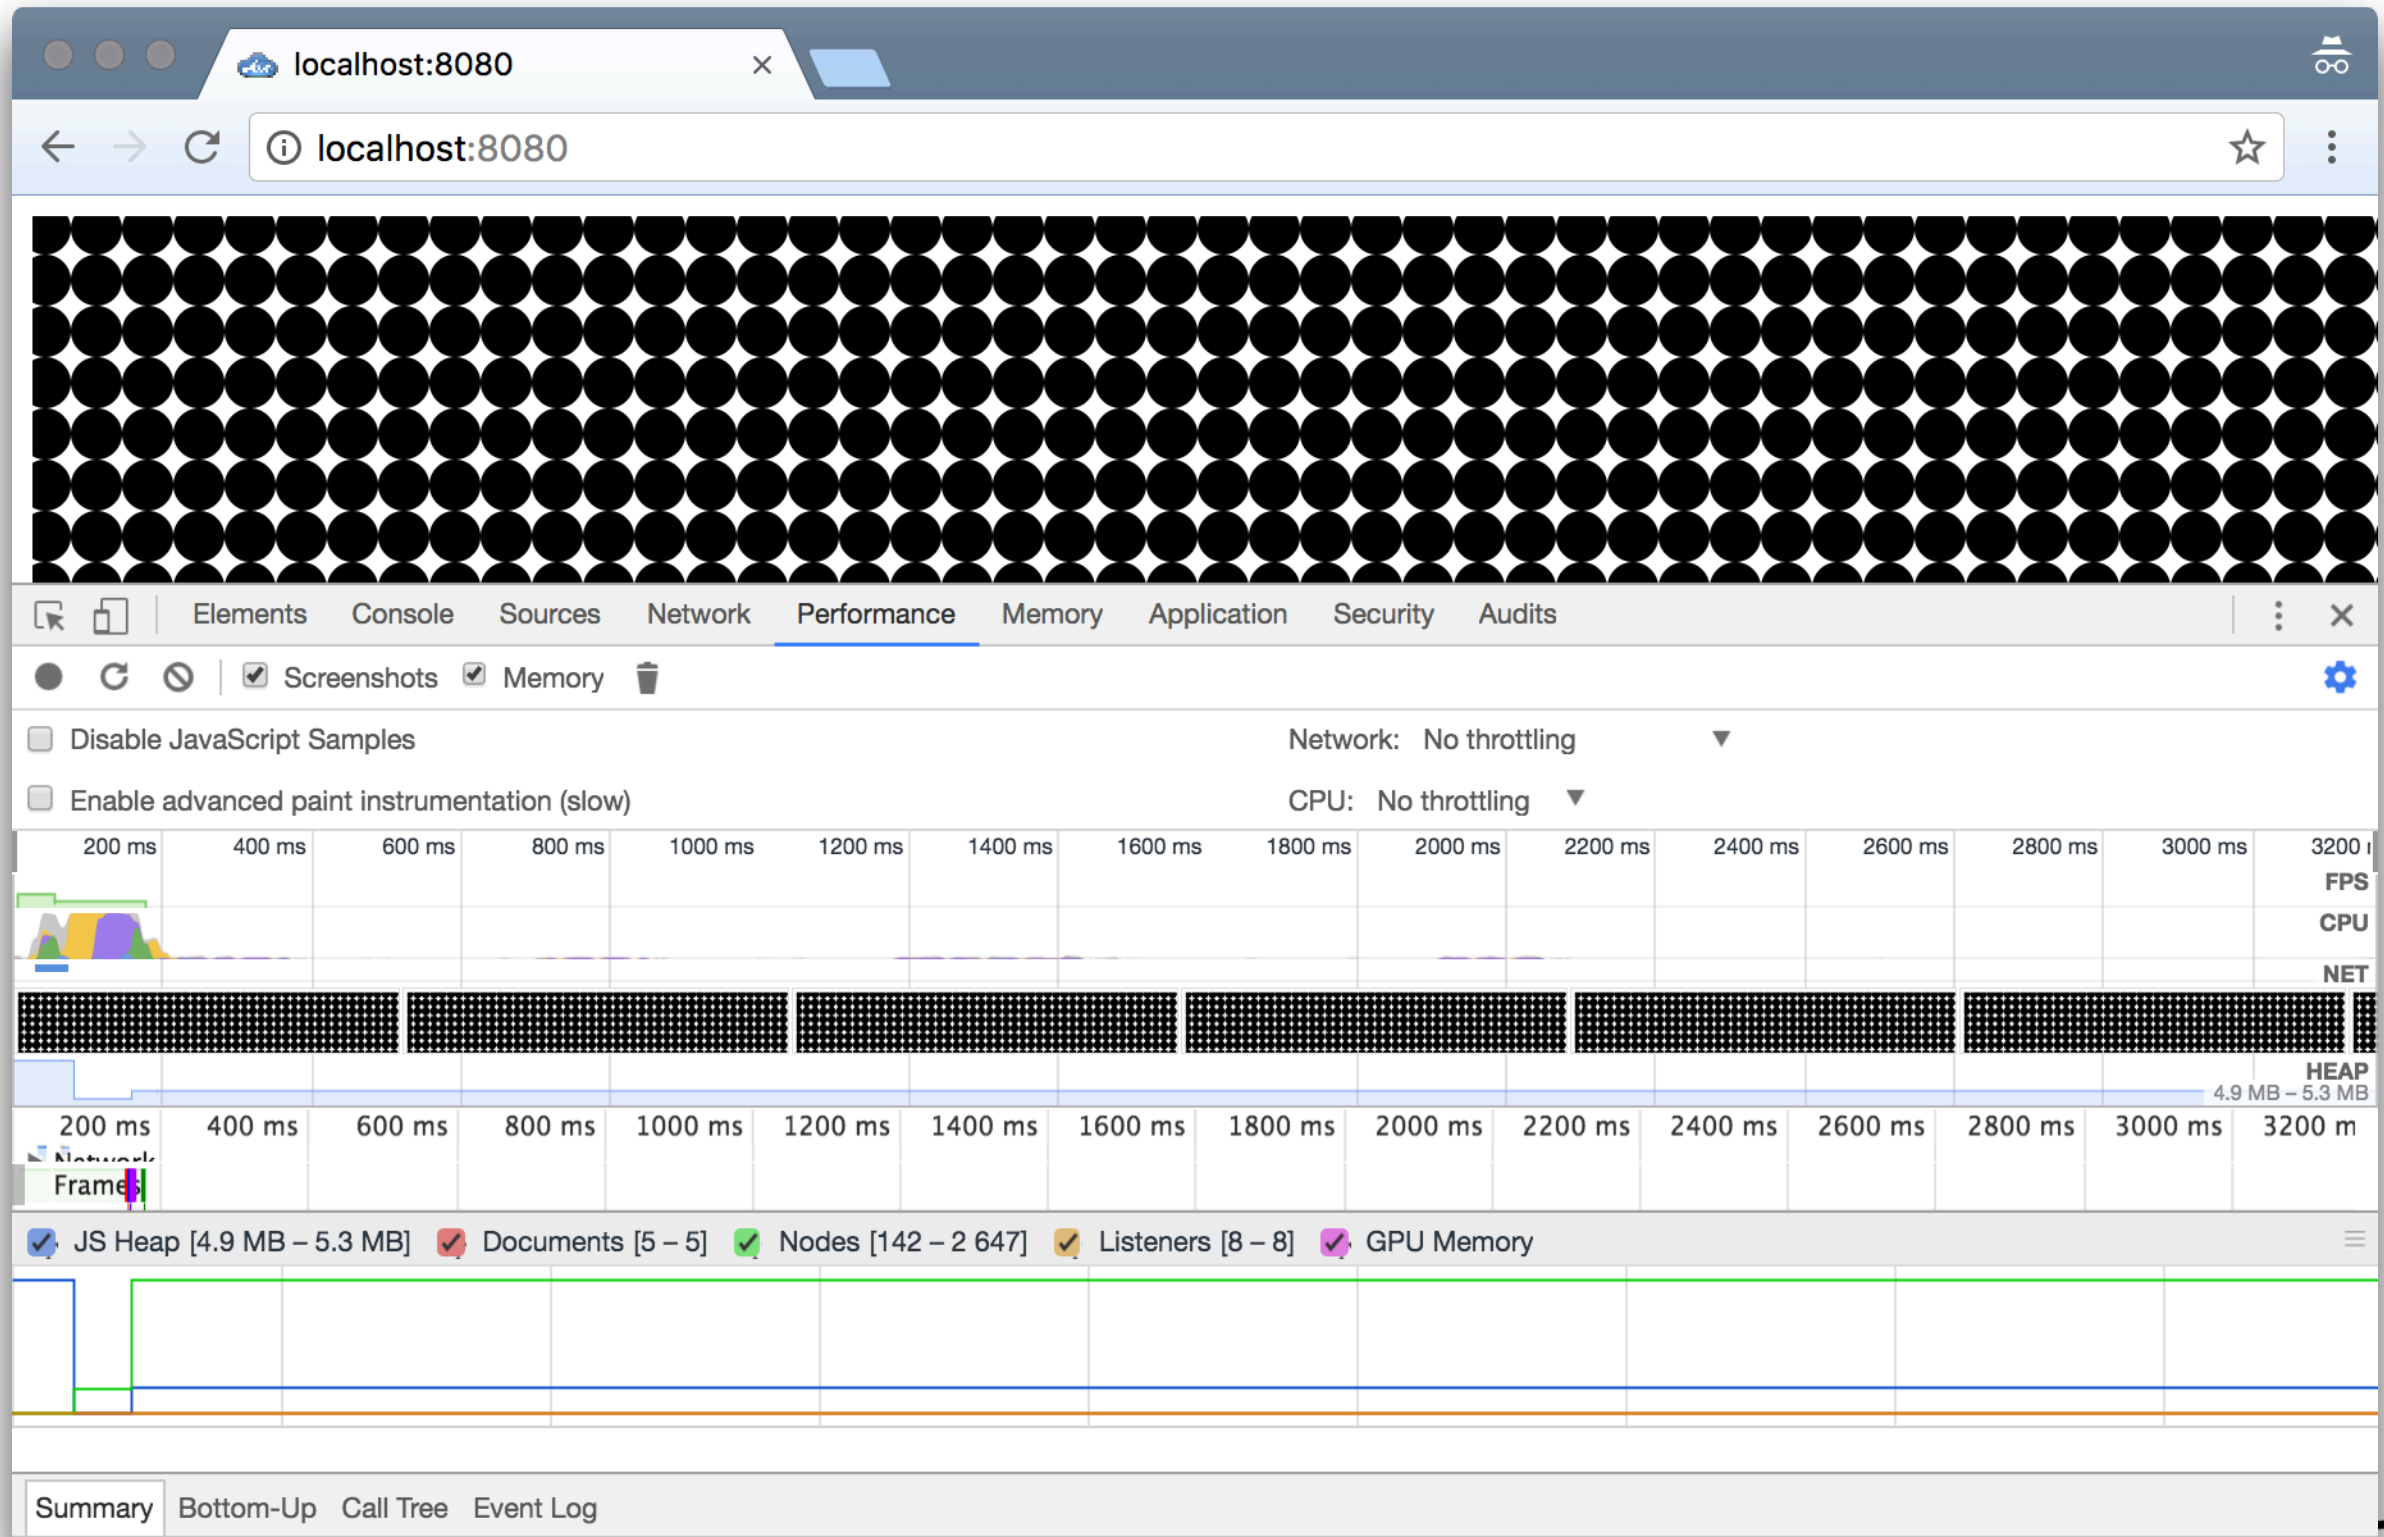 localhost:8080
localhost:8080
Elements Console Sources Network Performance Memory Application Security Audits
Screenshots Memory
Disable JavaScript Samples Network: No throttling
Enable advanced paint instrumentation (slow) CPU: No throttling
200 ms 400 ms 600 ms 800 ms 1000 ms 1200 ms 1400 ms 1600 ms 1800 ms 2000 ms 2200 ms 2400 ms 2600 ms 2800 ms 3000 ms 3200
FPS
CPU
NET
HEAP
4.9 MB – 5.3 MB
200 ms 400 ms 600 ms 800 ms 1000 ms 1200 ms 1400 ms 1600 ms 1800 ms 2000 ms 2200 ms 2400 ms 2600 ms 2800 ms 3000 ms 3200 m
Network
Frames
JS Heap [4.9 MB – 5.3 MB] Documents [5 – 5] Nodes [142 – 2 647] Listeners [8 – 8] GPU Memory
Summary Bottom-Up Call Tree Event Log